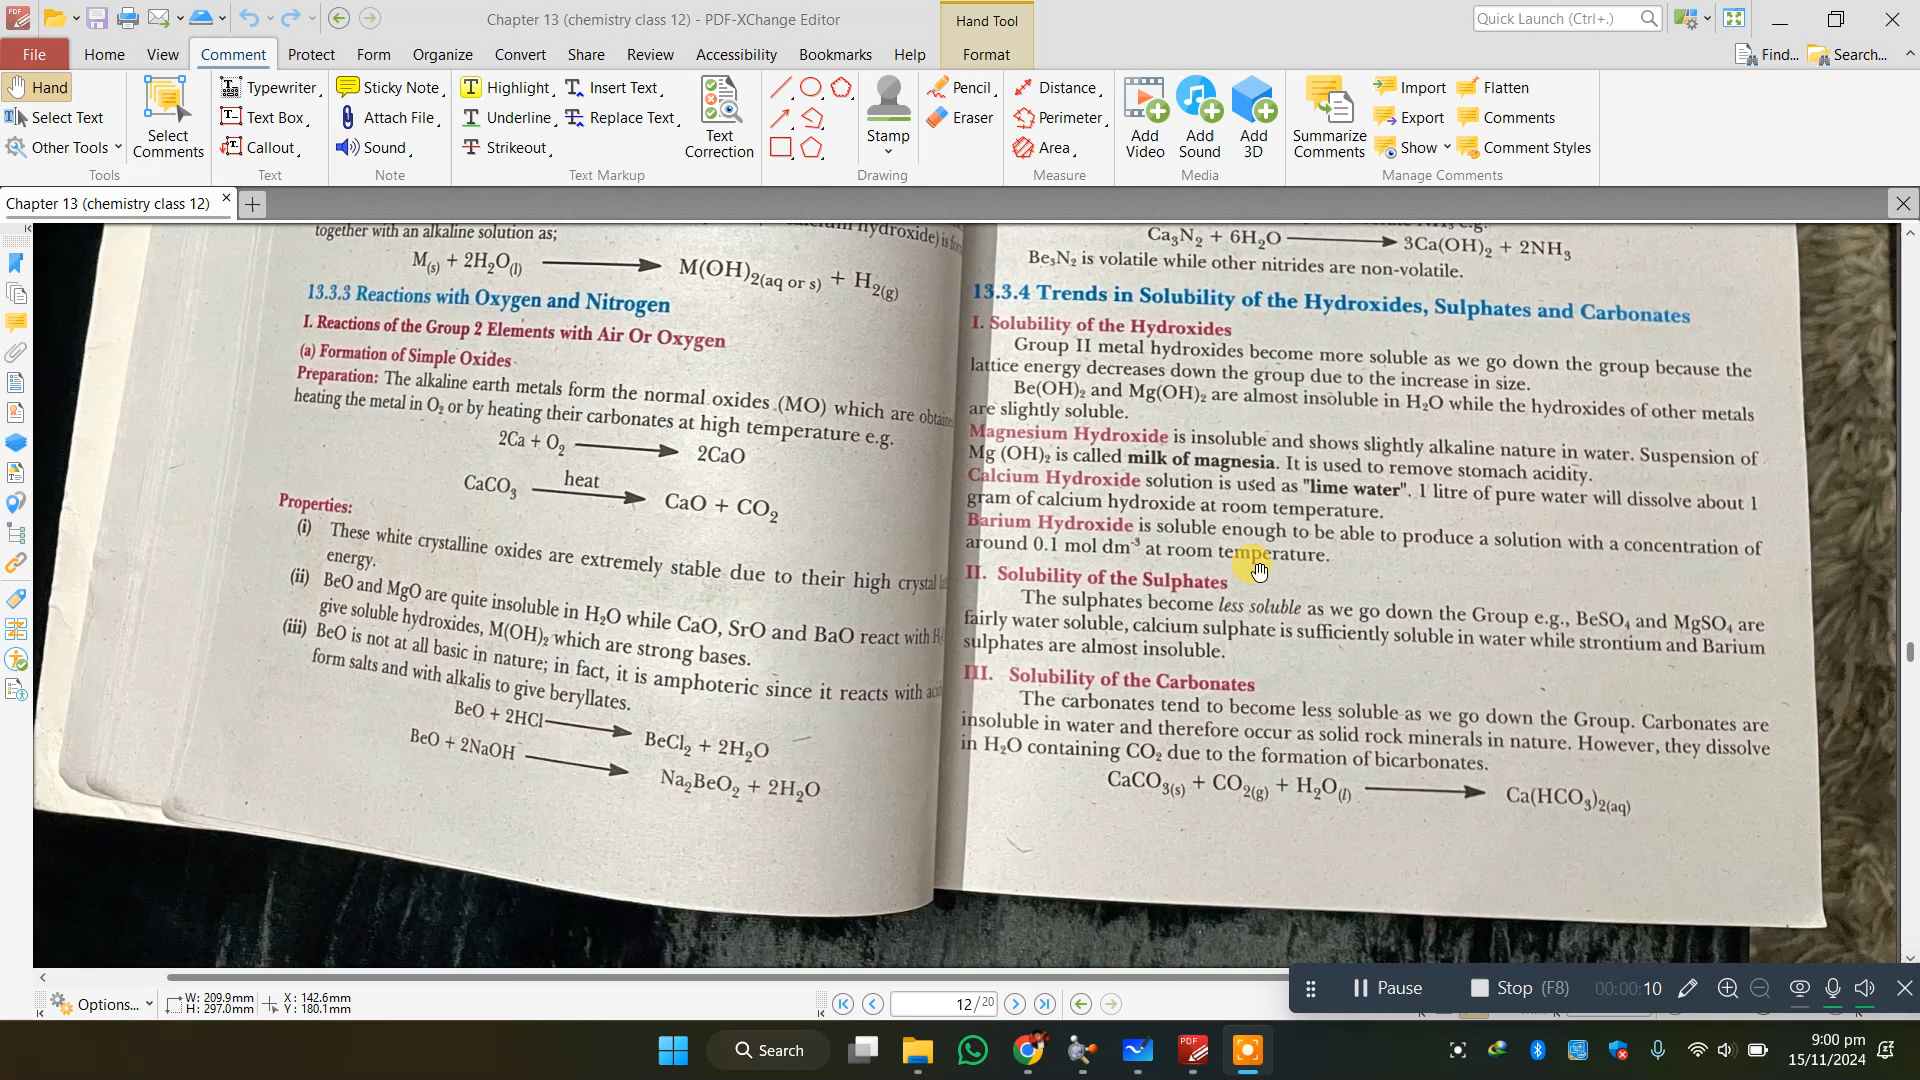 Chapter 13 (chemistry class 12) - PDF-XChange Editor
Hand Tool
Quick Launch (Ctrl+.)
File
Home
View
Comment
Protect
Form
Organize
Convert
Share
Review
Accessibility
Bookmarks
Help
Format
Find...
Search...
Hand
Select Text
Other Tools
Tools
Select Comments
Typewriter
Text Box
Callout
Text
Sticky Note
Attach File
Sound
Note
Highlight
Underline
Strikeout
Insert Text
Replace Text
Text Correction
Text Markup
Stamp
Pencil
Eraser
Drawing
Distance
Perimeter
Area
Measure
Add Video
Add Sound
Add 3D
Media
Summarize Comments
Import
Export
Show
Flatten
Comments
Comment Styles
Manage Comments
Chapter 13 (chemistry class 12)
hydroxide) is
together with an alkaline solution as;
M(s) + 2H₂O(l) ⟶ M(OH)₂(aq or s) + H₂(g)
13.3.3 Reactions with Oxygen and Nitrogen
I. Reactions of the Group 2 Elements with Air Or Oxygen
(a) Formation of Simple Oxides
Preparation: The alkaline earth metals form the normal oxides (MO) which are
heating the metal in O₂ or by heating their carbonates at high temperature e.g.
2Ca + O₂ ⟶ 2CaO
CaCO₃ heat ⟶ CaO + CO₂
Properties:
(i) These white crystalline oxides are extremely stable due to their high crystal
energy.
(ii) BeO and MgO are quite insoluble in H₂O while CaO, SrO and BaO react with
give soluble hydroxides, M(OH)₂ which are strong bases.
(iii) BeO is not at all basic in nature; in fact, it is amphoteric since it reacts with
form salts and with alkalis to give beryllates.
BeO + 2HCl ⟶ BeCl₂ + 2H₂O
BeO + 2NaOH ⟶ Na₂BeO₂ + 2H₂O
Ca₃N₂ + 6H₂O ⟶ 3Ca(OH)₂ + 2NH₃
Be₃N₂ is volatile while other nitrides are non-volatile.
13.3.4 Trends in Solubility of the Hydroxides, Sulphates and Carbonates
I. Solubility of the Hydroxides
Group II metal hydroxides become more soluble as we go down the group because the
lattice energy decreases down the group due to the increase in size.
Be(OH)₂ and Mg(OH)₂ are almost insoluble in H₂O while the hydroxides of other metals
are slightly soluble.
Magnesium Hydroxide is insoluble and shows slightly alkaline nature in water. Suspension of
Mg (OH)₂ is called milk of magnesia. It is used to remove stomach acidity.
Calcium Hydroxide solution is used as "lime water". 1 litre of pure water will dissolve about 1
gram of calcium hydroxide at room temperature.
Barium Hydroxide is soluble enough to be able to produce a solution with a concentration of
around 0.1 mol dm⁻³ at room temperature.
II. Solubility of the Sulphates
The sulphates become less soluble as we go down the Group e.g., BeSO₄ and MgSO₄ are
fairly water soluble, calcium sulphate is sufficiently soluble in water while strontium and Barium
sulphates are almost insoluble.
III. Solubility of the Carbonates
The carbonates tend to become less soluble as we go down the Group. Carbonates are
insoluble in water and therefore occur as solid rock minerals in nature. However, they dissolve
in H₂O containing CO₂ due to the formation of bicarbonates.
CaCO₃(s) + CO₂(g) + H₂O(l) ⟶ Ca(HCO₃)₂(aq)
Options...
W: 209.9mm
H: 297.0mm
X: 142.6mm
Y: 180.1mm
12 / 20
Pause
Stop (F8)
00:00:10
Search
9:00 pm
15/11/2024